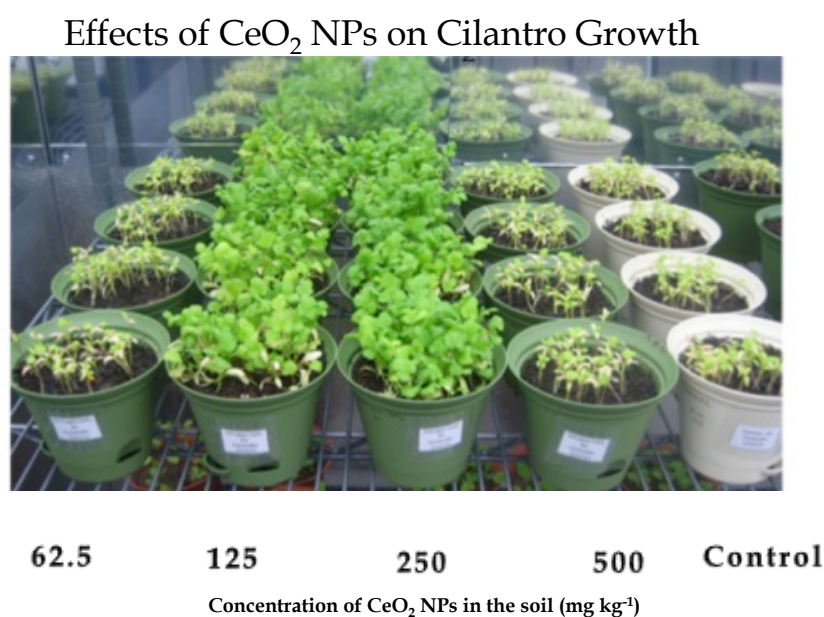 Effects of CeO₂ NPs on Cilantro Growth
62.5 125 250 500 Control
Concentration of CeO₂ NPs in the soil (mg kg⁻¹)